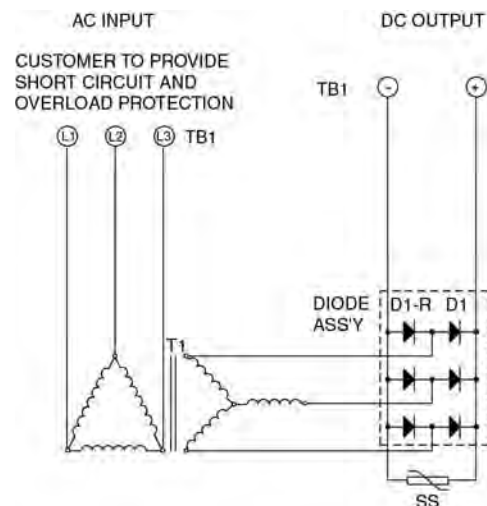 AC INPUT
DC OUTPUT
CUSTOMER TO PROVIDE
SHORT CIRCUIT AND
OVERLOAD PROTECTION
TB1
-
+
L1
L2
L3
TB1
DIODE
ASS'Y
D1-R
D1
T1
SS